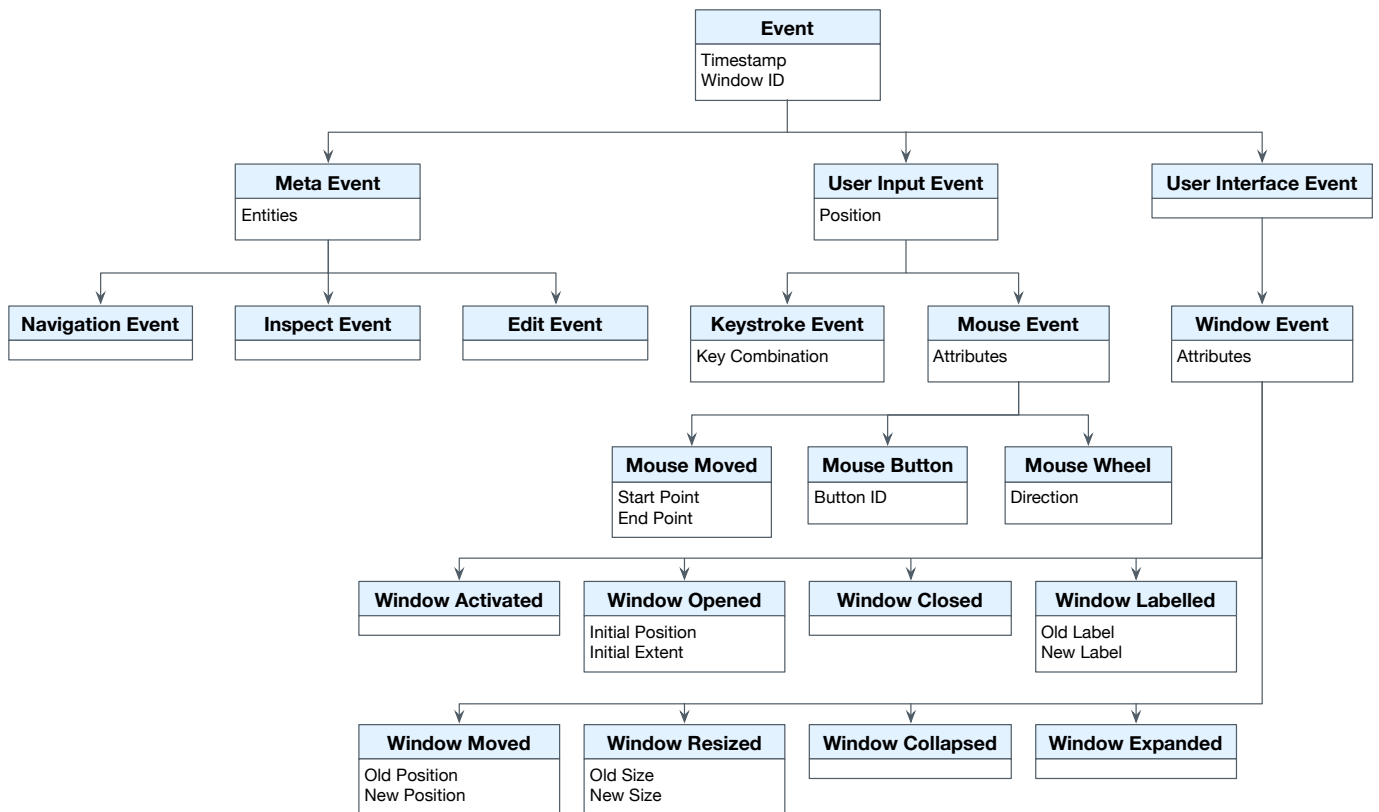 Event
Timestamp
Window ID
Meta Event
Entities
User Input Event
Position
User Interface Event
Navigation Event
Inspect Event
Edit Event
Keystroke Event
Key Combination
Mouse Event
Attributes
Window Event
Attributes
Mouse Moved
Start Point
End Point
Mouse Button
Button ID
Mouse Wheel
Direction
Window Activated
Window Opened
Initial Position
Initial Extent
Window Closed
Window Labelled
Old Label
New Label
Window Moved
Old Position
New Position
Window Resized
Old Size
New Size
Window Collapsed
Window Expanded